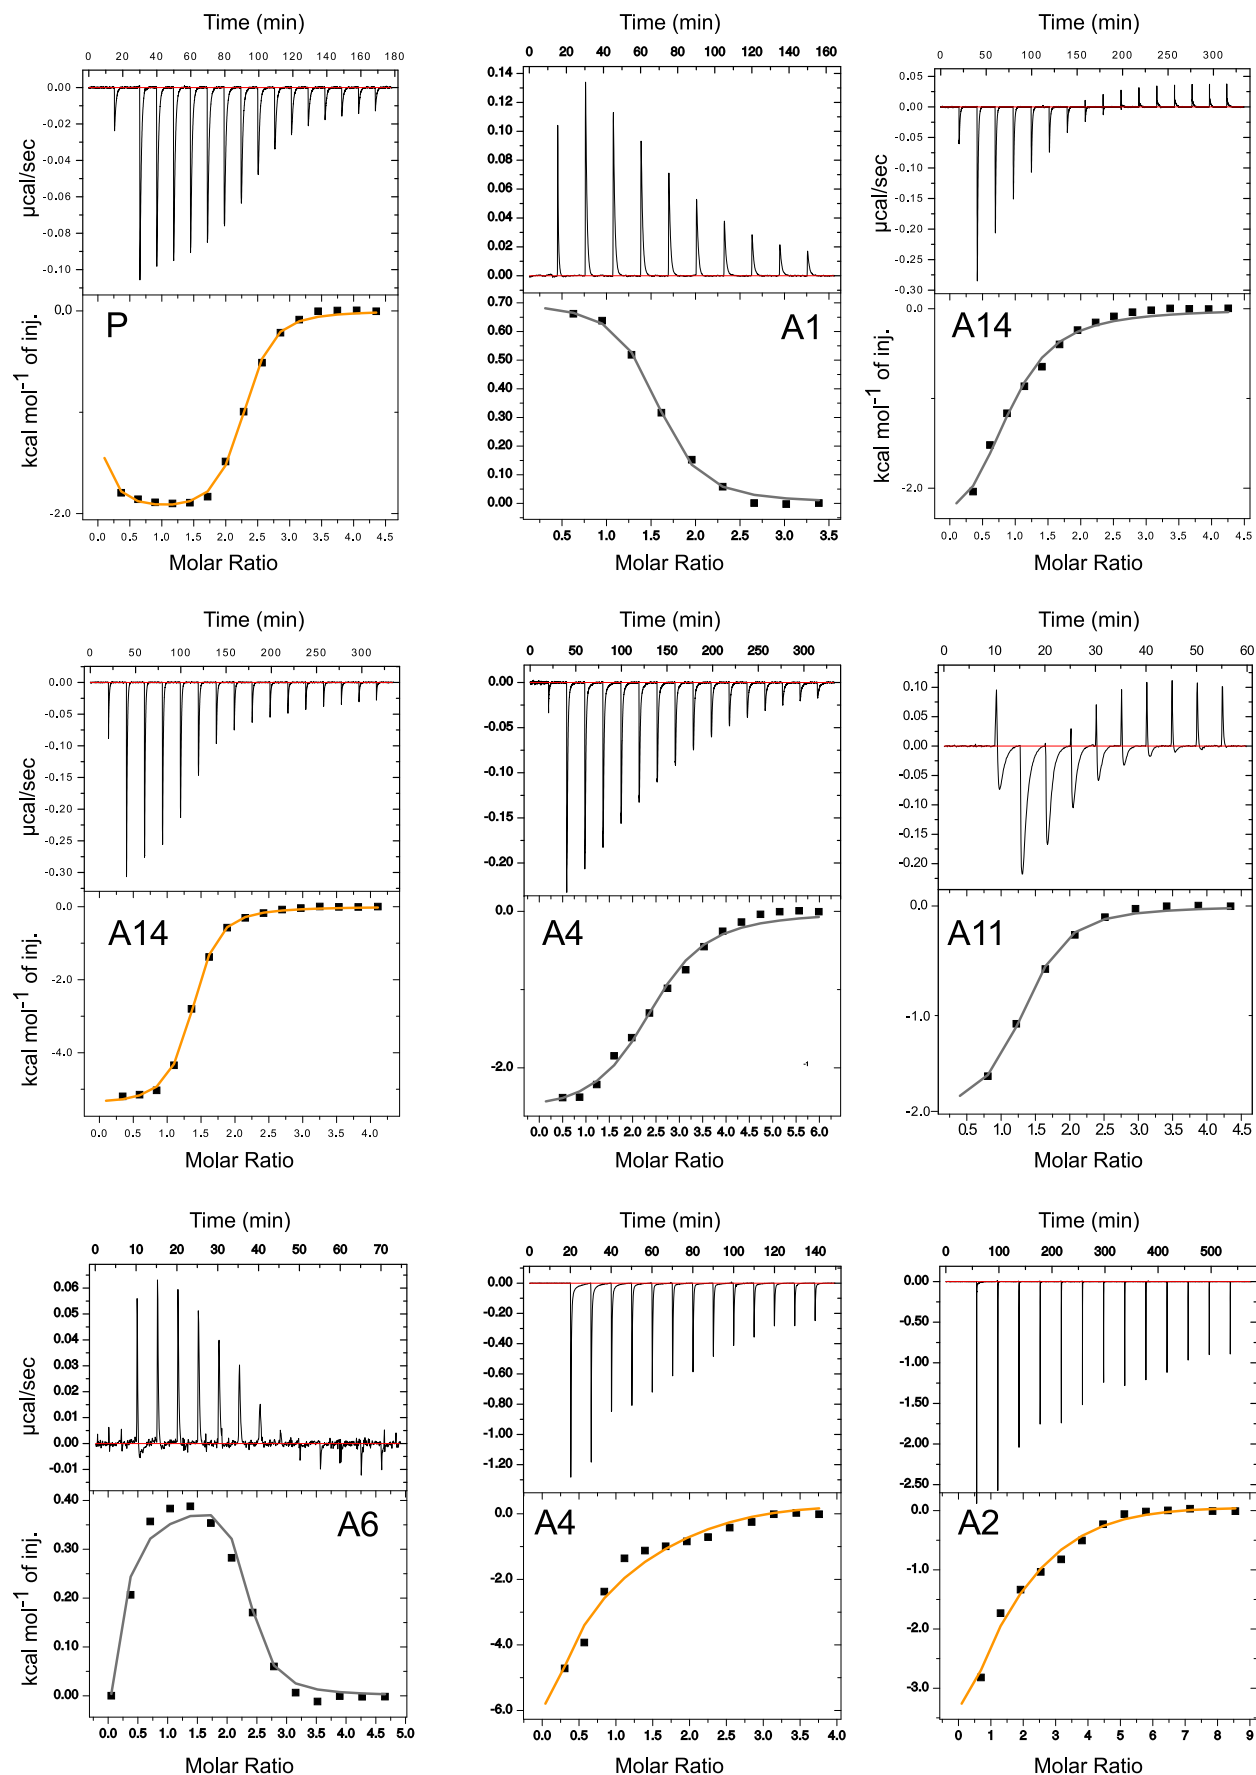 Time (min)
0 20 40 60 80 100 120 140 160 180
0.00
-0.02
-0.04
-0.06
-0.08
-0.10
µcal/sec
P
0.0
-2.0
kcal mol⁻¹ of inj.
0.0 0.5 1.0 1.5 2.0 2.5 3.0 3.5 4.0 4.5
Molar Ratio
Time (min)
0 20 40 60 80 100 120 140 160
0.14
0.12
0.10
0.08
0.06
0.04
0.02
0.00
A1
0.70
0.60
0.50
0.40
0.30
0.20
0.10
0.00
0.5 1.0 1.5 2.0 2.5 3.0 3.5
Molar Ratio
Time (min)
0 50 100 150 200 250 300
0.05
0.00
-0.05
-0.10
-0.15
-0.20
-0.25
-0.30
µcal/sec
A14
0.0
-2.0
kcal mol⁻¹ of inj.
0.0 0.5 1.0 1.5 2.0 2.5 3.0 3.5 4.0 4.5
Molar Ratio
Time (min)
0 50 100 150 200 250 300
0.00
-0.05
-0.10
-0.15
-0.20
-0.25
-0.30
µcal/sec
A14
0.0
-2.0
-4.0
kcal mol⁻¹ of inj.
0.0 0.5 1.0 1.5 2.0 2.5 3.0 3.5 4.0
Molar Ratio
Time (min)
0 50 100 150 200 250 300
0.00
-0.05
-0.10
-0.15
-0.20
A4
0.0
-2.0
-1
0.0 0.5 1.0 1.5 2.0 2.5 3.0 3.5 4.0 4.5 5.0 5.5 6.0
Molar Ratio
Time (min)
0 10 20 30 40 50 60
0.10
0.05
0.00
-0.05
-0.10
-0.15
-0.20
A11
0.0
-1.0
-2.0
0.5 1.0 1.5 2.0 2.5 3.0 3.5 4.0 4.5
Molar Ratio
Time (min)
0 10 20 30 40 50 60 70
0.06
0.05
0.04
0.03
0.02
0.01
0.00
-0.01
µcal/sec
A6
0.40
0.30
0.20
0.10
0.00
kcal mol⁻¹ of inj.
0.0 0.5 1.0 1.5 2.0 2.5 3.0 3.5 4.0 4.5 5.0
Molar Ratio
Time (min)
0 20 40 60 80 100 120 140
0.00
-0.20
-0.40
-0.60
-0.80
-1.00
-1.20
A4
0.0
-2.0
-4.0
-6.0
0.0 0.5 1.0 1.5 2.0 2.5 3.0 3.5 4.0
Molar Ratio
Time (min)
0 100 200 300 400 500
0.00
-0.50
-1.00
-1.50
-2.00
-2.50
A2
0.0
-1.0
-2.0
-3.0
0 1 2 3 4 5 6 7 8 9
Molar Ratio